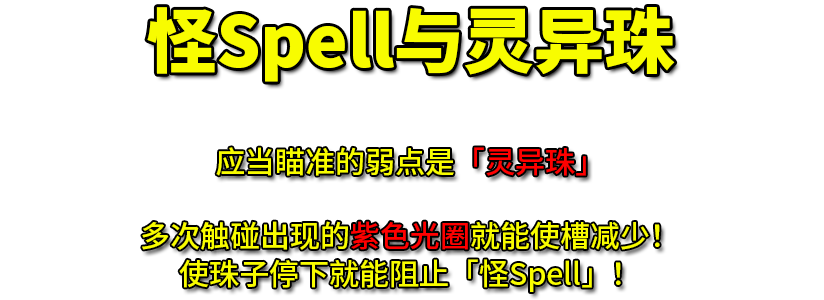 怪Spell与灵异珠
应当瞄准的弱点是「灵异珠」
多次触碰出现的紫色光圈就能使槽减少！
使珠子停下就能阻止「怪Spell」！